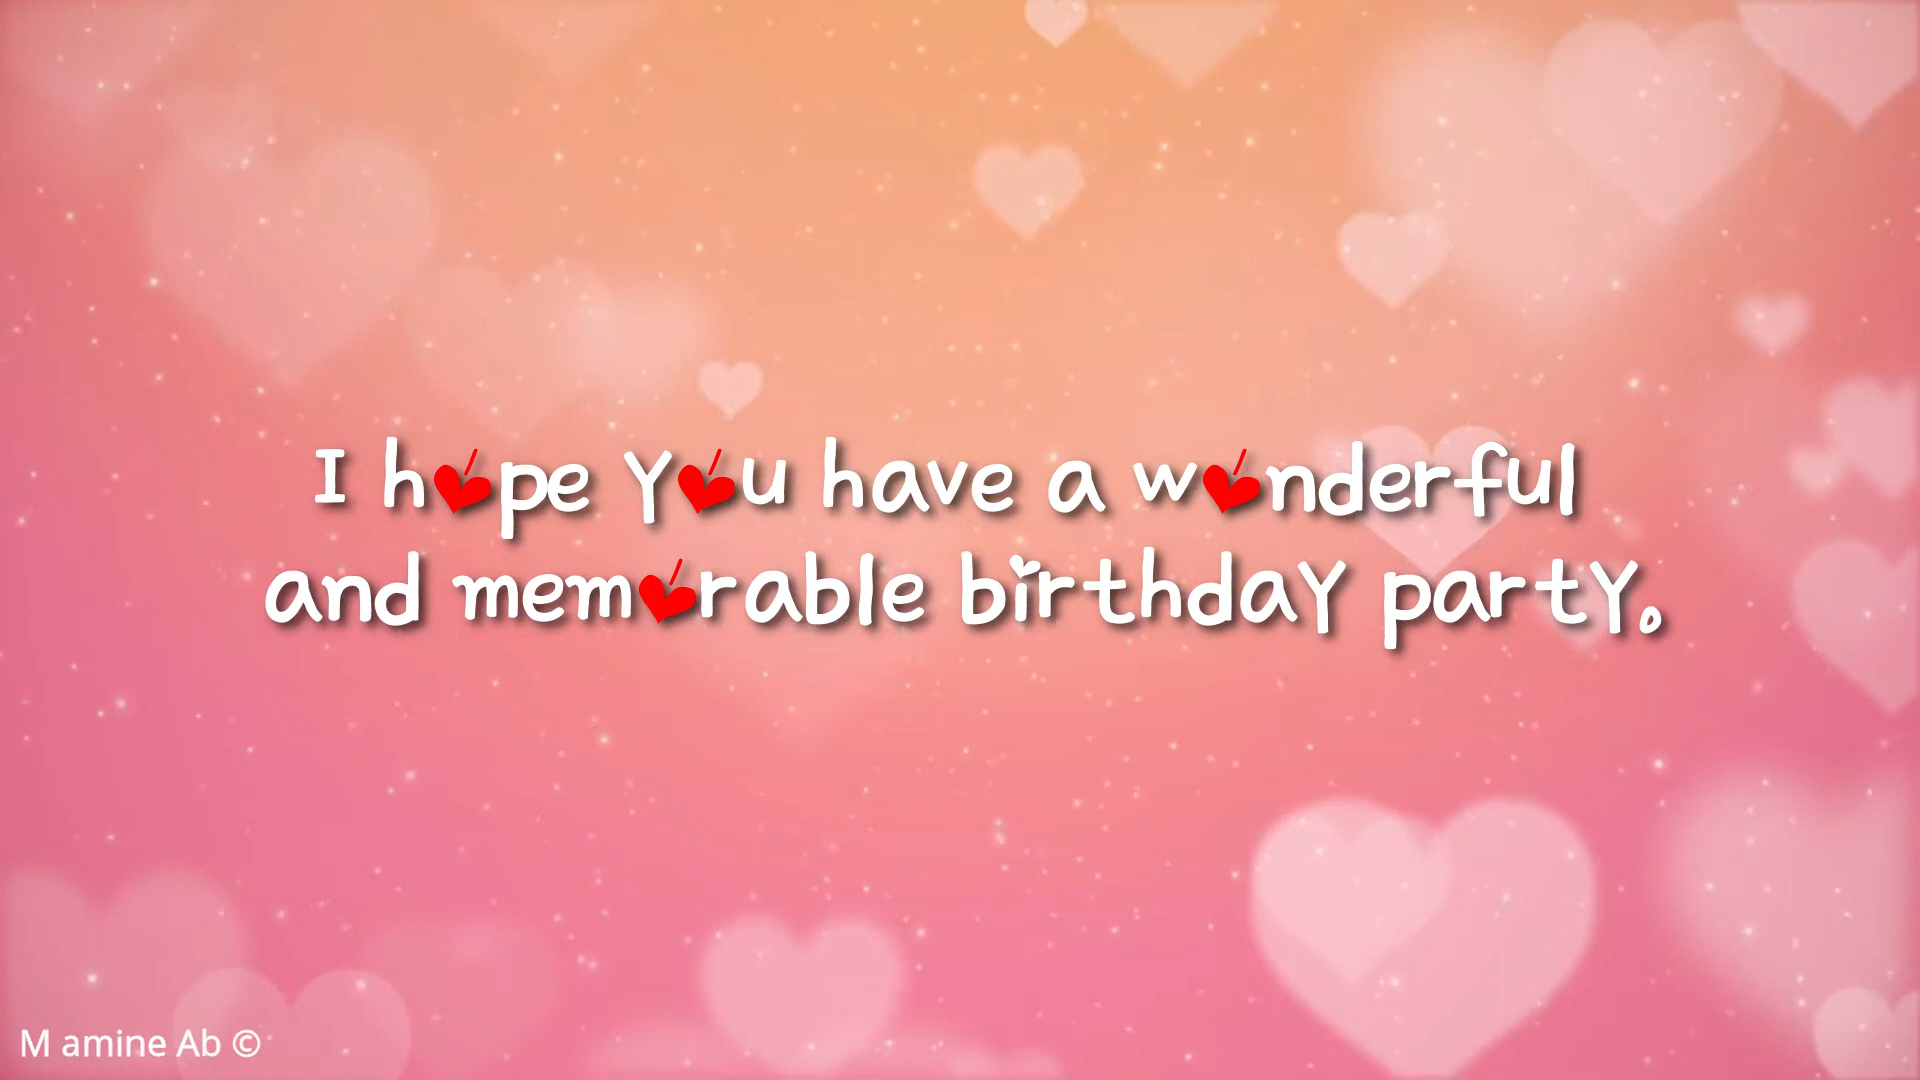 I hope you have a wonderful
and memorable birthday party.
M amine Ab ©